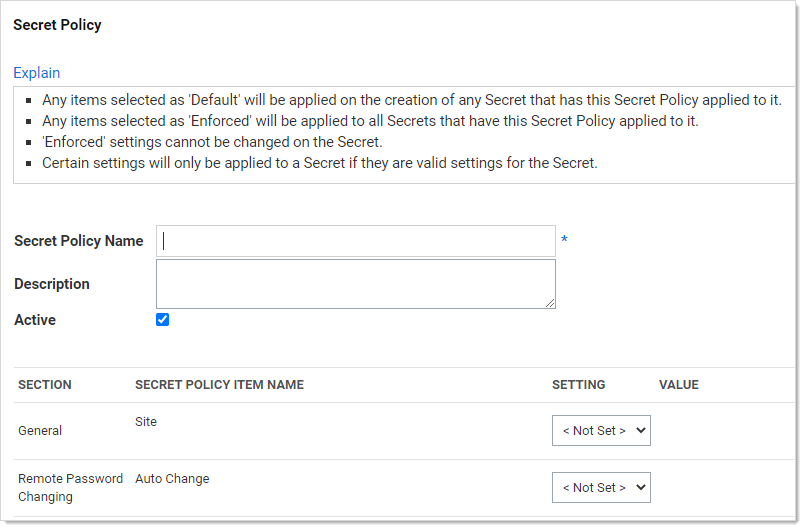 Secret Policy
Explain
▪ Any items selected as 'Default' will be applied on the creation of any Secret that has this Secret Policy applied to it.
▪ Any items selected as 'Enforced' will be applied to all Secrets that have this Secret Policy applied to it.
▪ 'Enforced' settings cannot be changed on the Secret.
▪ Certain settings will only be applied to a Secret if they are valid settings for the Secret.
Secret Policy Name *
Description
Active
SECTION SECRET POLICY ITEM NAME SETTING VALUE
General Site < Not Set >
Remote Password Auto Change < Not Set >
Changing